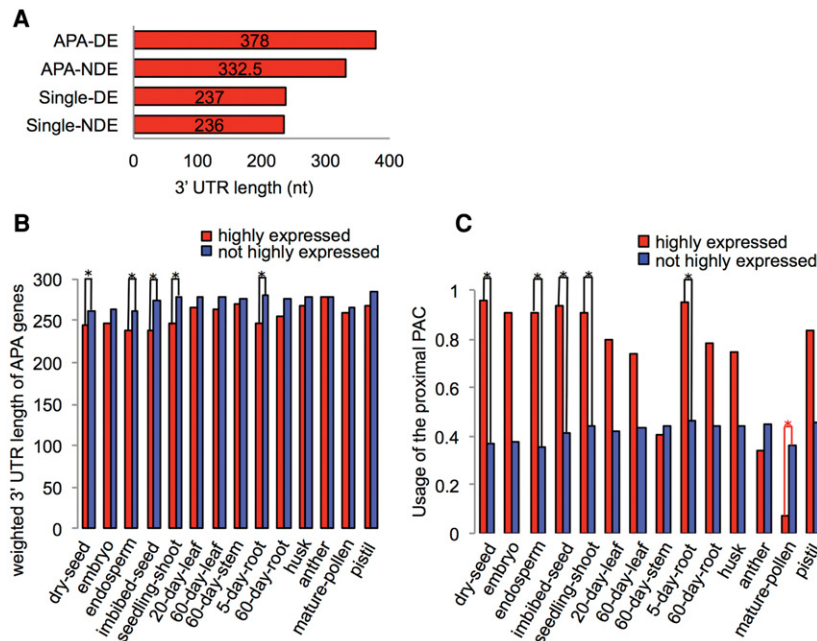 A
APA-DE
378
APA-NDE
332.5
Single-DE
237
Single-NDE
236
0 100 200 300 400
3' UTR length (nt)
B
highly expressed
not highly expressed
weighted 3' UTR length of APA genes
300
250
200
150
100
50
0
* * * * *
dry-seed
embryo
endosperm
imbibed-seed
seedling-shoot
20-day-leaf
60-day-leaf
60-day-stem
5-day-root
60-day-root
husk
anther
mature-pollen
pistil
C
highly expressed
not highly expressed
Usage of the proximal PAC
1
0.8
0.6
0.4
0.2
0
* * * * * *
dry-seed
embryo
endosperm
imbibed-seed
seedling-shoot
20-day-leaf
60-day-leaf
60-day-stem
5-day-root
60-day-root
husk
anther
mature-pollen
pistil